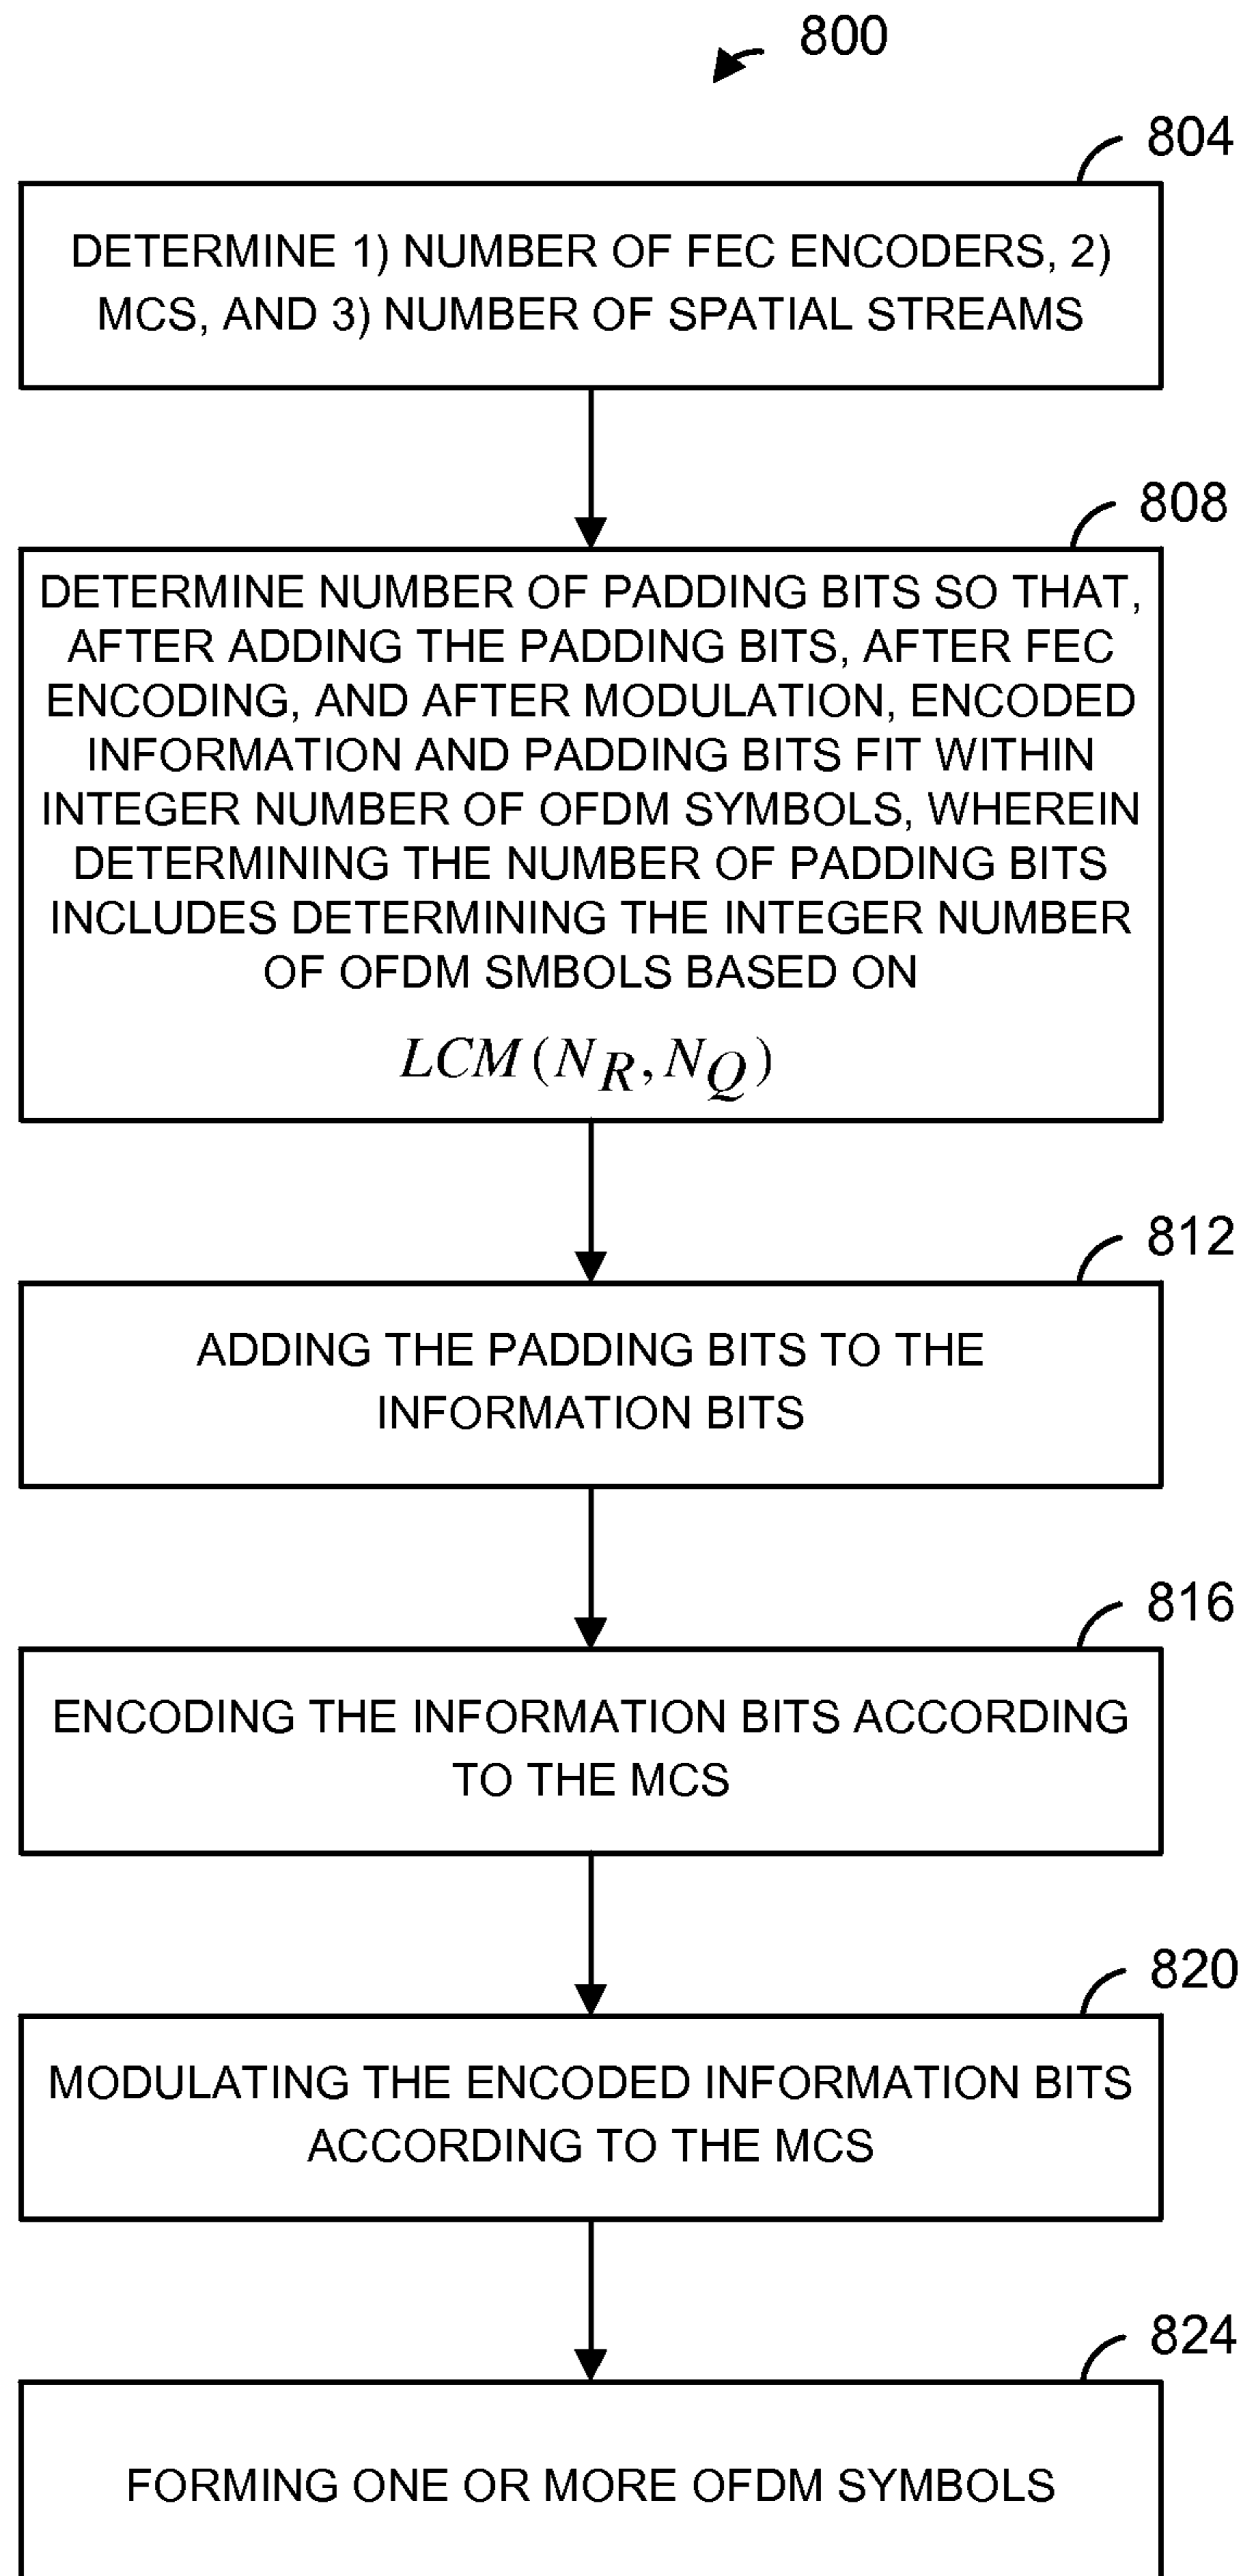 800
804
DETERMINE 1) NUMBER OF FEC ENCODERS, 2)
MCS, AND 3) NUMBER OF SPATIAL STREAMS
808
DETERMINE NUMBER OF PADDING BITS SO THAT,
AFTER ADDING THE PADDING BITS, AFTER FEC
ENCODING, AND AFTER MODULATION, ENCODED
INFORMATION AND PADDING BITS FIT WITHIN
INTEGER NUMBER OF OFDM SYMBOLS, WHEREIN
DETERMINING THE NUMBER OF PADDING BITS
INCLUDES DETERMINING THE INTEGER NUMBER
OF OFDM SMBOLS BASED ON
LCM(N_R, N_Q)
812
ADDING THE PADDING BITS TO THE
INFORMATION BITS
816
ENCODING THE INFORMATION BITS ACCORDING
TO THE MCS
820
MODULATING THE ENCODED INFORMATION BITS
ACCORDING TO THE MCS
824
FORMING ONE OR MORE OFDM SYMBOLS